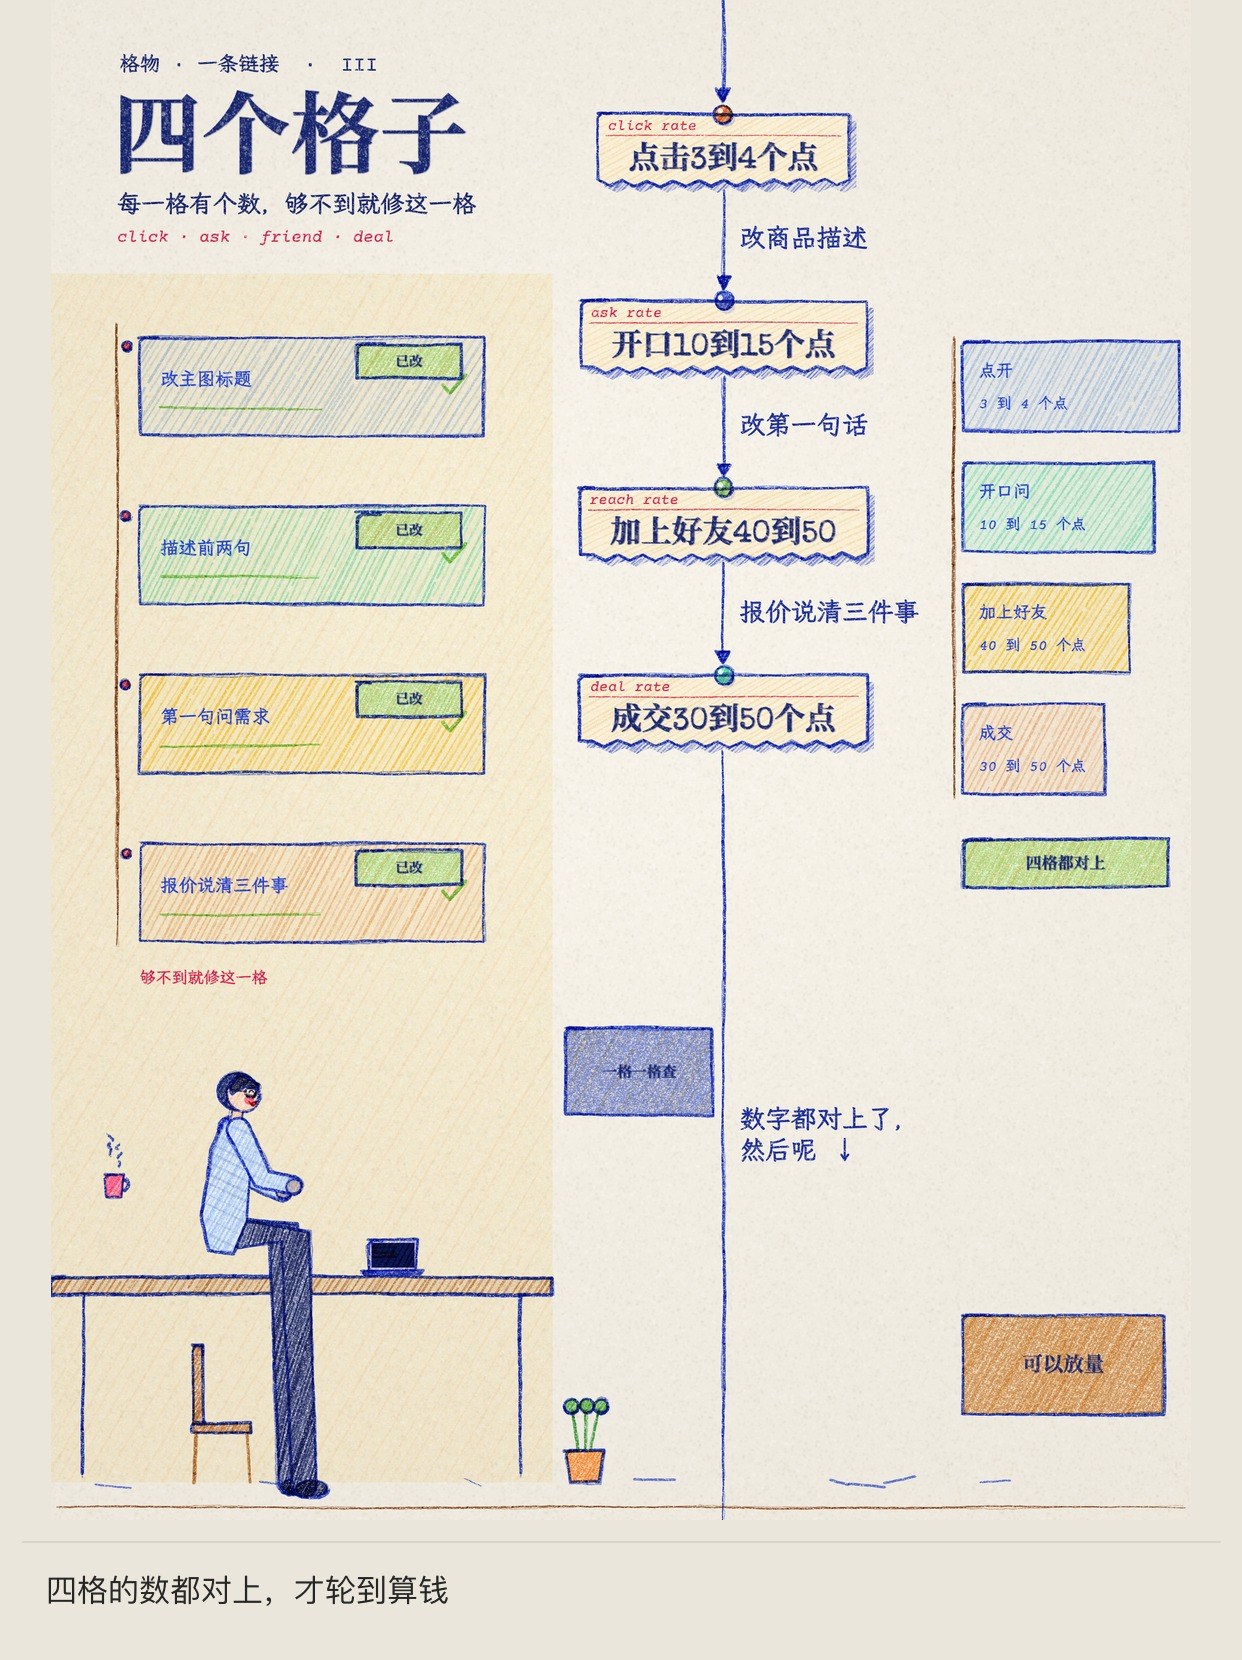 格物 · 一条链接 · III
四个格子
每一格有个数，够不到就修这一格
click · ask · friend · deal
改主图标题
已改
描述前两句
已改
第一句问需求
已改
报价说清三件事
已改
够不到就修这一格
click rate
点击3到4个点
改商品描述
ask rate
开口10到15个点
改第一句话
reach rate
加上好友40到50
报价说清三件事
deal rate
成交30到50个点
一格一格查
数字都对上了，
然后呢 ↓
点开
3 到 4 个点
开口问
10 到 15 个点
加上好友
40 到 50 个点
成交
30 到 50 个点
四格都对上
可以放量
四格的数都对上，才轮到算钱